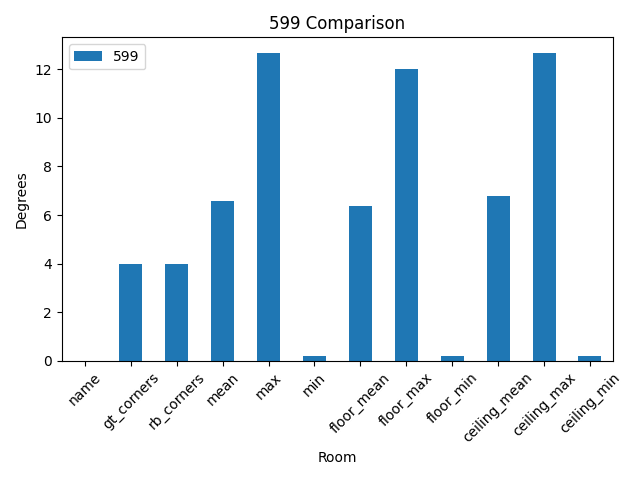 599 Comparison
599
Degrees
12
10
8
6
4
2
0
name
gt_corners
rb_corners
mean
max
min
floor_mean
floor_max
floor_min
ceiling_mean
ceiling_max
ceiling_min
Room